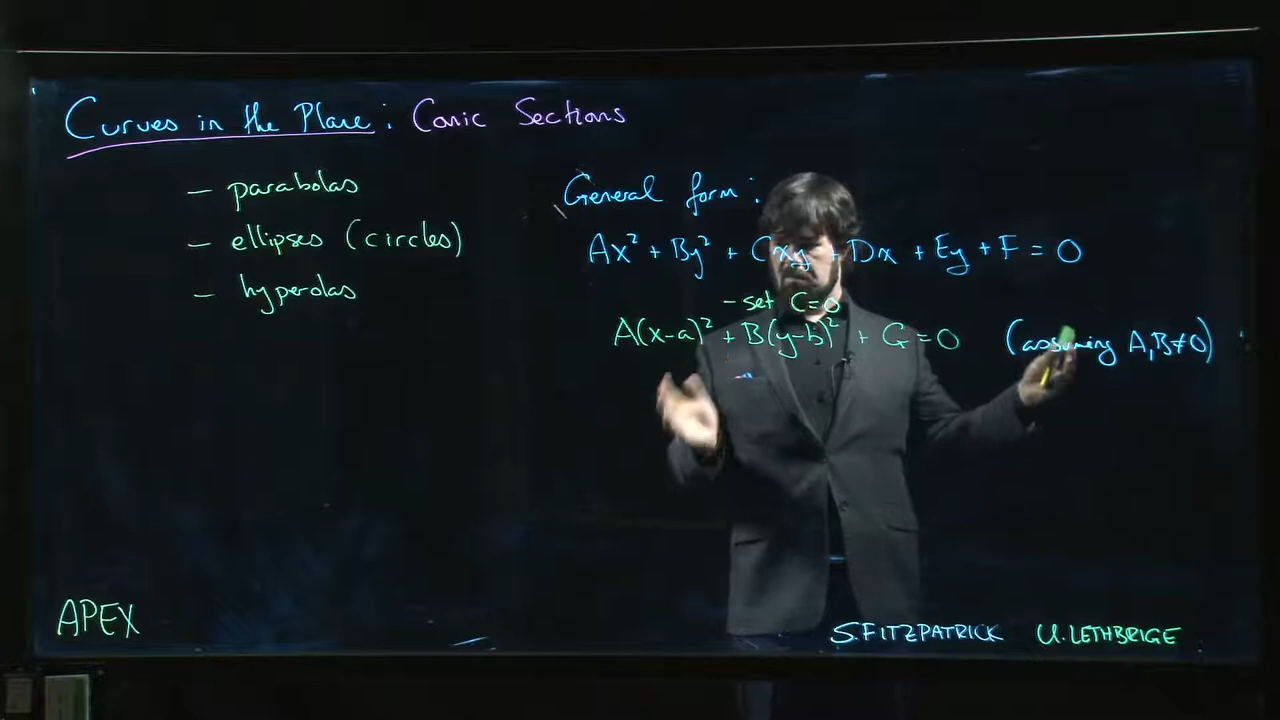 Curves in the Plane: Conic Sections
– parabolas
– ellipses (circles)
– hyperolas
General form:
Ax² + By² + Cxy + Dx + Ey + F = 0
– set C=0
A(x-a)² + B(y-b)² + G = 0 (assuming A,B≠0)
APEX
S.FITZPATRICK U.LETHBRIGE